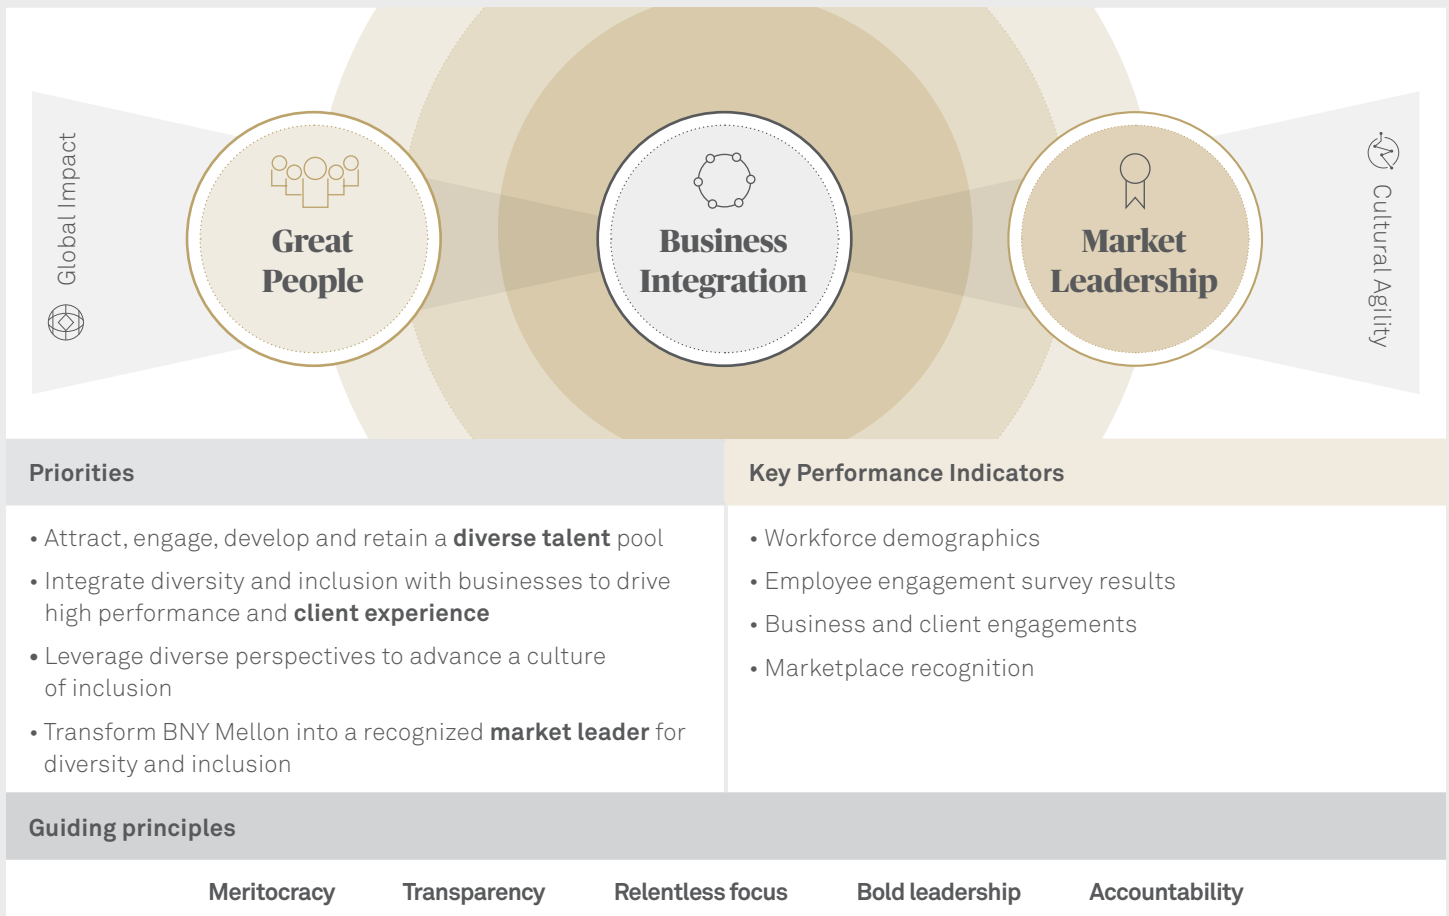 Global Impact
Great
People
Business
Integration
Market
Leadership
Cultural Agility
Priorities
• Attract, engage, develop and retain a diverse talent pool
• Integrate diversity and inclusion with businesses to drive
high performance and client experience
• Leverage diverse perspectives to advance a culture
of inclusion
• Transform BNY Mellon into a recognized market leader for
diversity and inclusion
Key Performance Indicators
• Workforce demographics
• Employee engagement survey results
• Business and client engagements
• Marketplace recognition
Guiding principles
Meritocracy Transparency Relentless focus Bold leadership Accountability